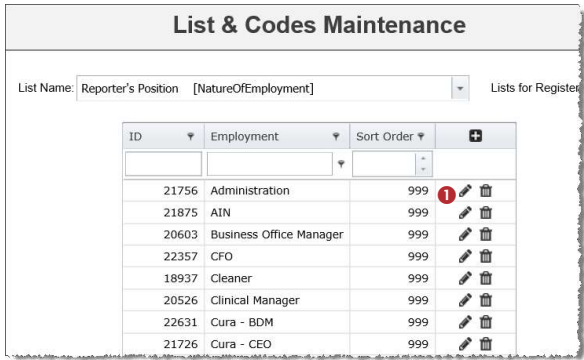 List & Codes Maintenance
List Name: Reporter's Position [NatureOfEmployment] Lists for Register
ID Employment Sort Order
21756 Administration 999 1
21875 AIN 999
20603 Business Office Manager 999
22357 CFO 999
18937 Cleaner 999
20526 Clinical Manager 999
22631 Cura - BDM 999
21726 Cura - CEO 999